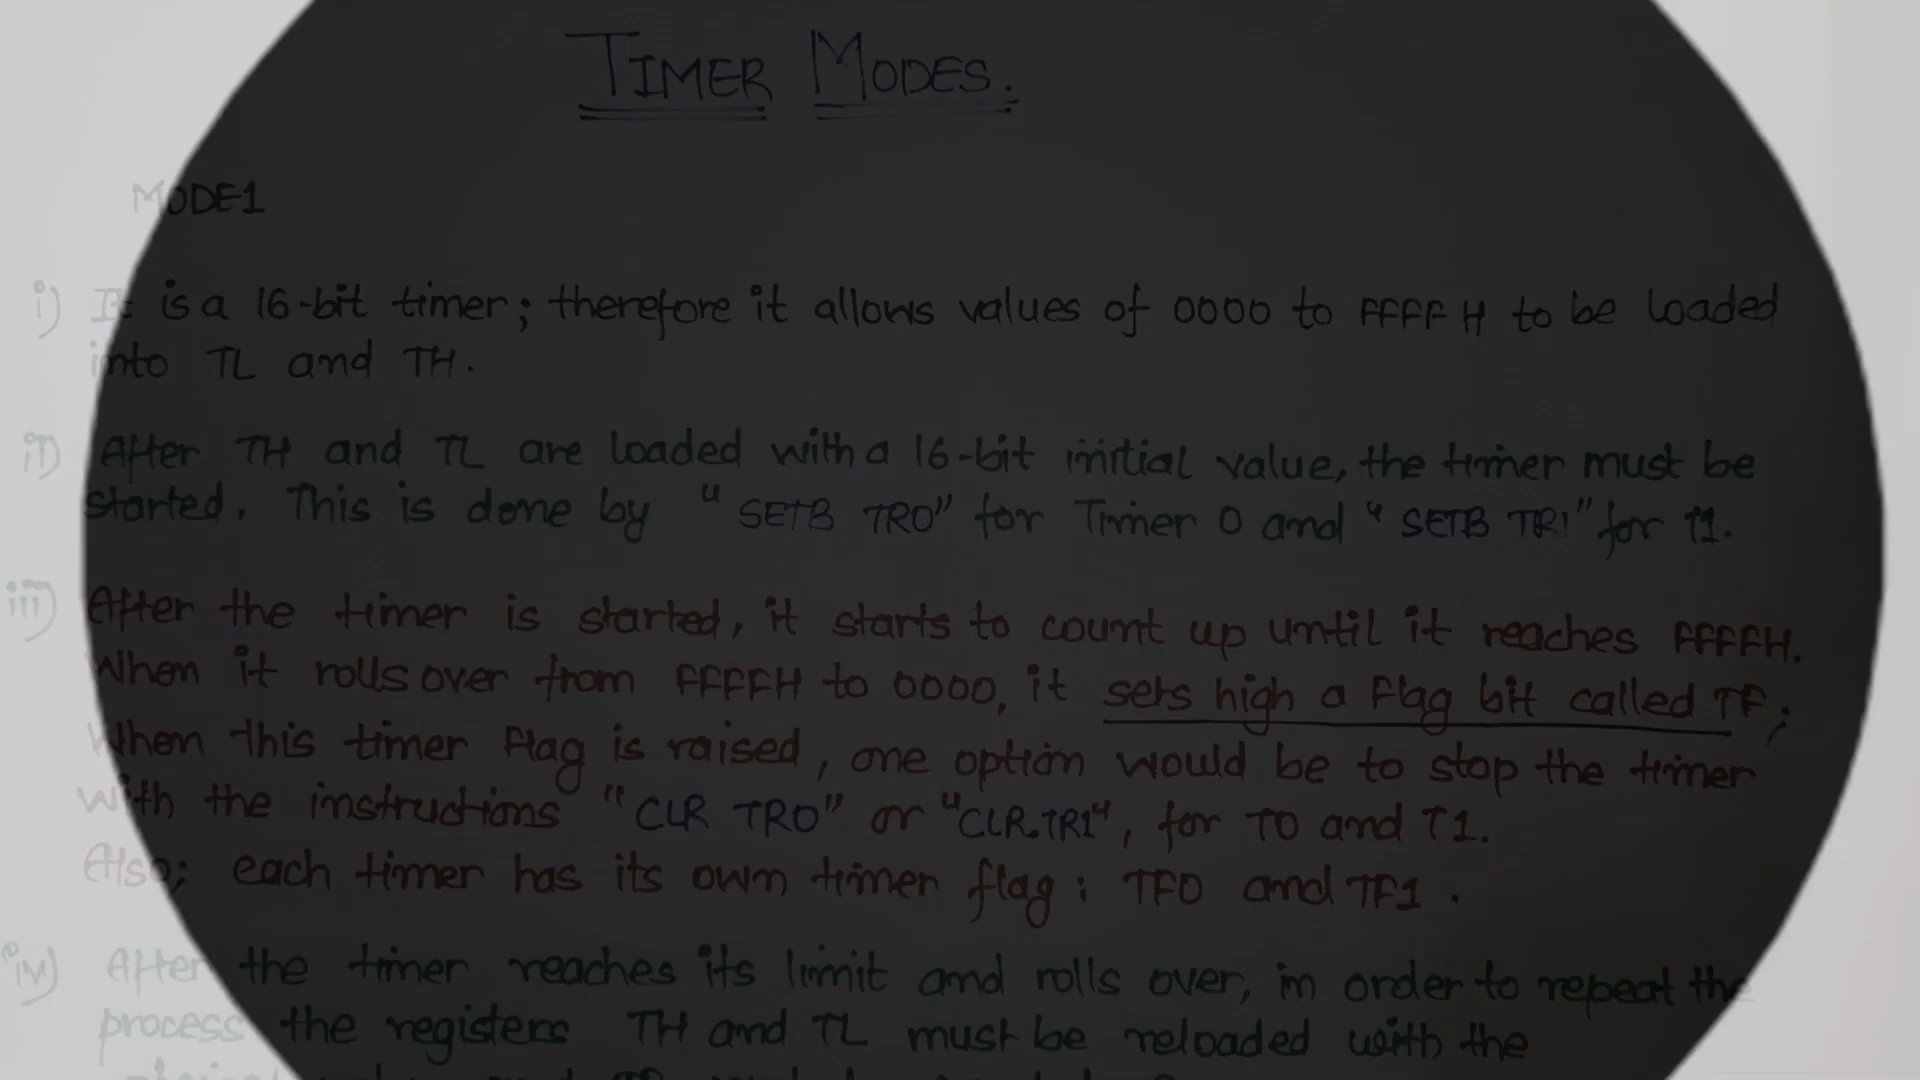 TIMER MODES.
MODE1
i) It is a 16-bit timer; therefore it allows values of 0000 to FFFF H to be loaded
into TL and TH.
ii) After TH and TL are loaded with a 16-bit initial value, the timer must be
started. This is done by "SETB TR0" for Timer 0 and "SETB TR1" for T1.
iii) After the timer is started, it starts to count up until it reaches FFFFH.
When it rolls over from FFFFH to 0000, it sets high a flag bit called TF;
When this timer flag is raised, one option would be to stop the timer
with the instructions "CLR TR0" or "CLR.TR1", for T0 and T1.
Also; each timer has its own timer flag: TF0 and TF1.
iv) After the timer reaches its limit and rolls over, in order to repeat the
process the registers TH and TL must be reloaded with the